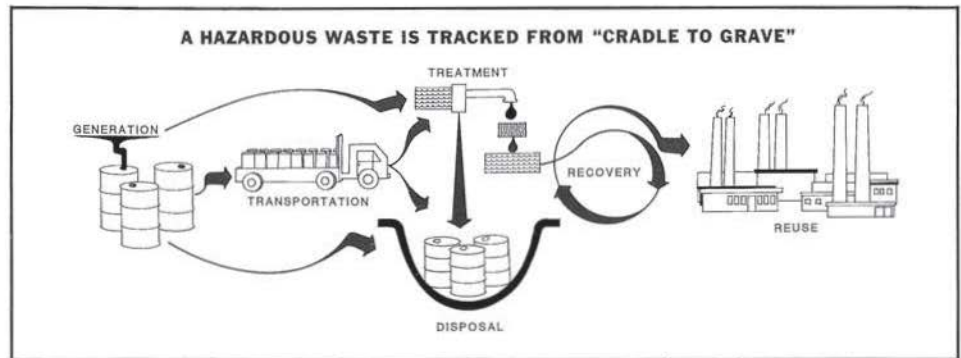 A HAZARDOUS WASTE IS TRACKED FROM “CRADLE TO GRAVE”
TREATMENT
GENERATION
RECOVERY
TRANSPORTATION
REUSE
DISPOSAL